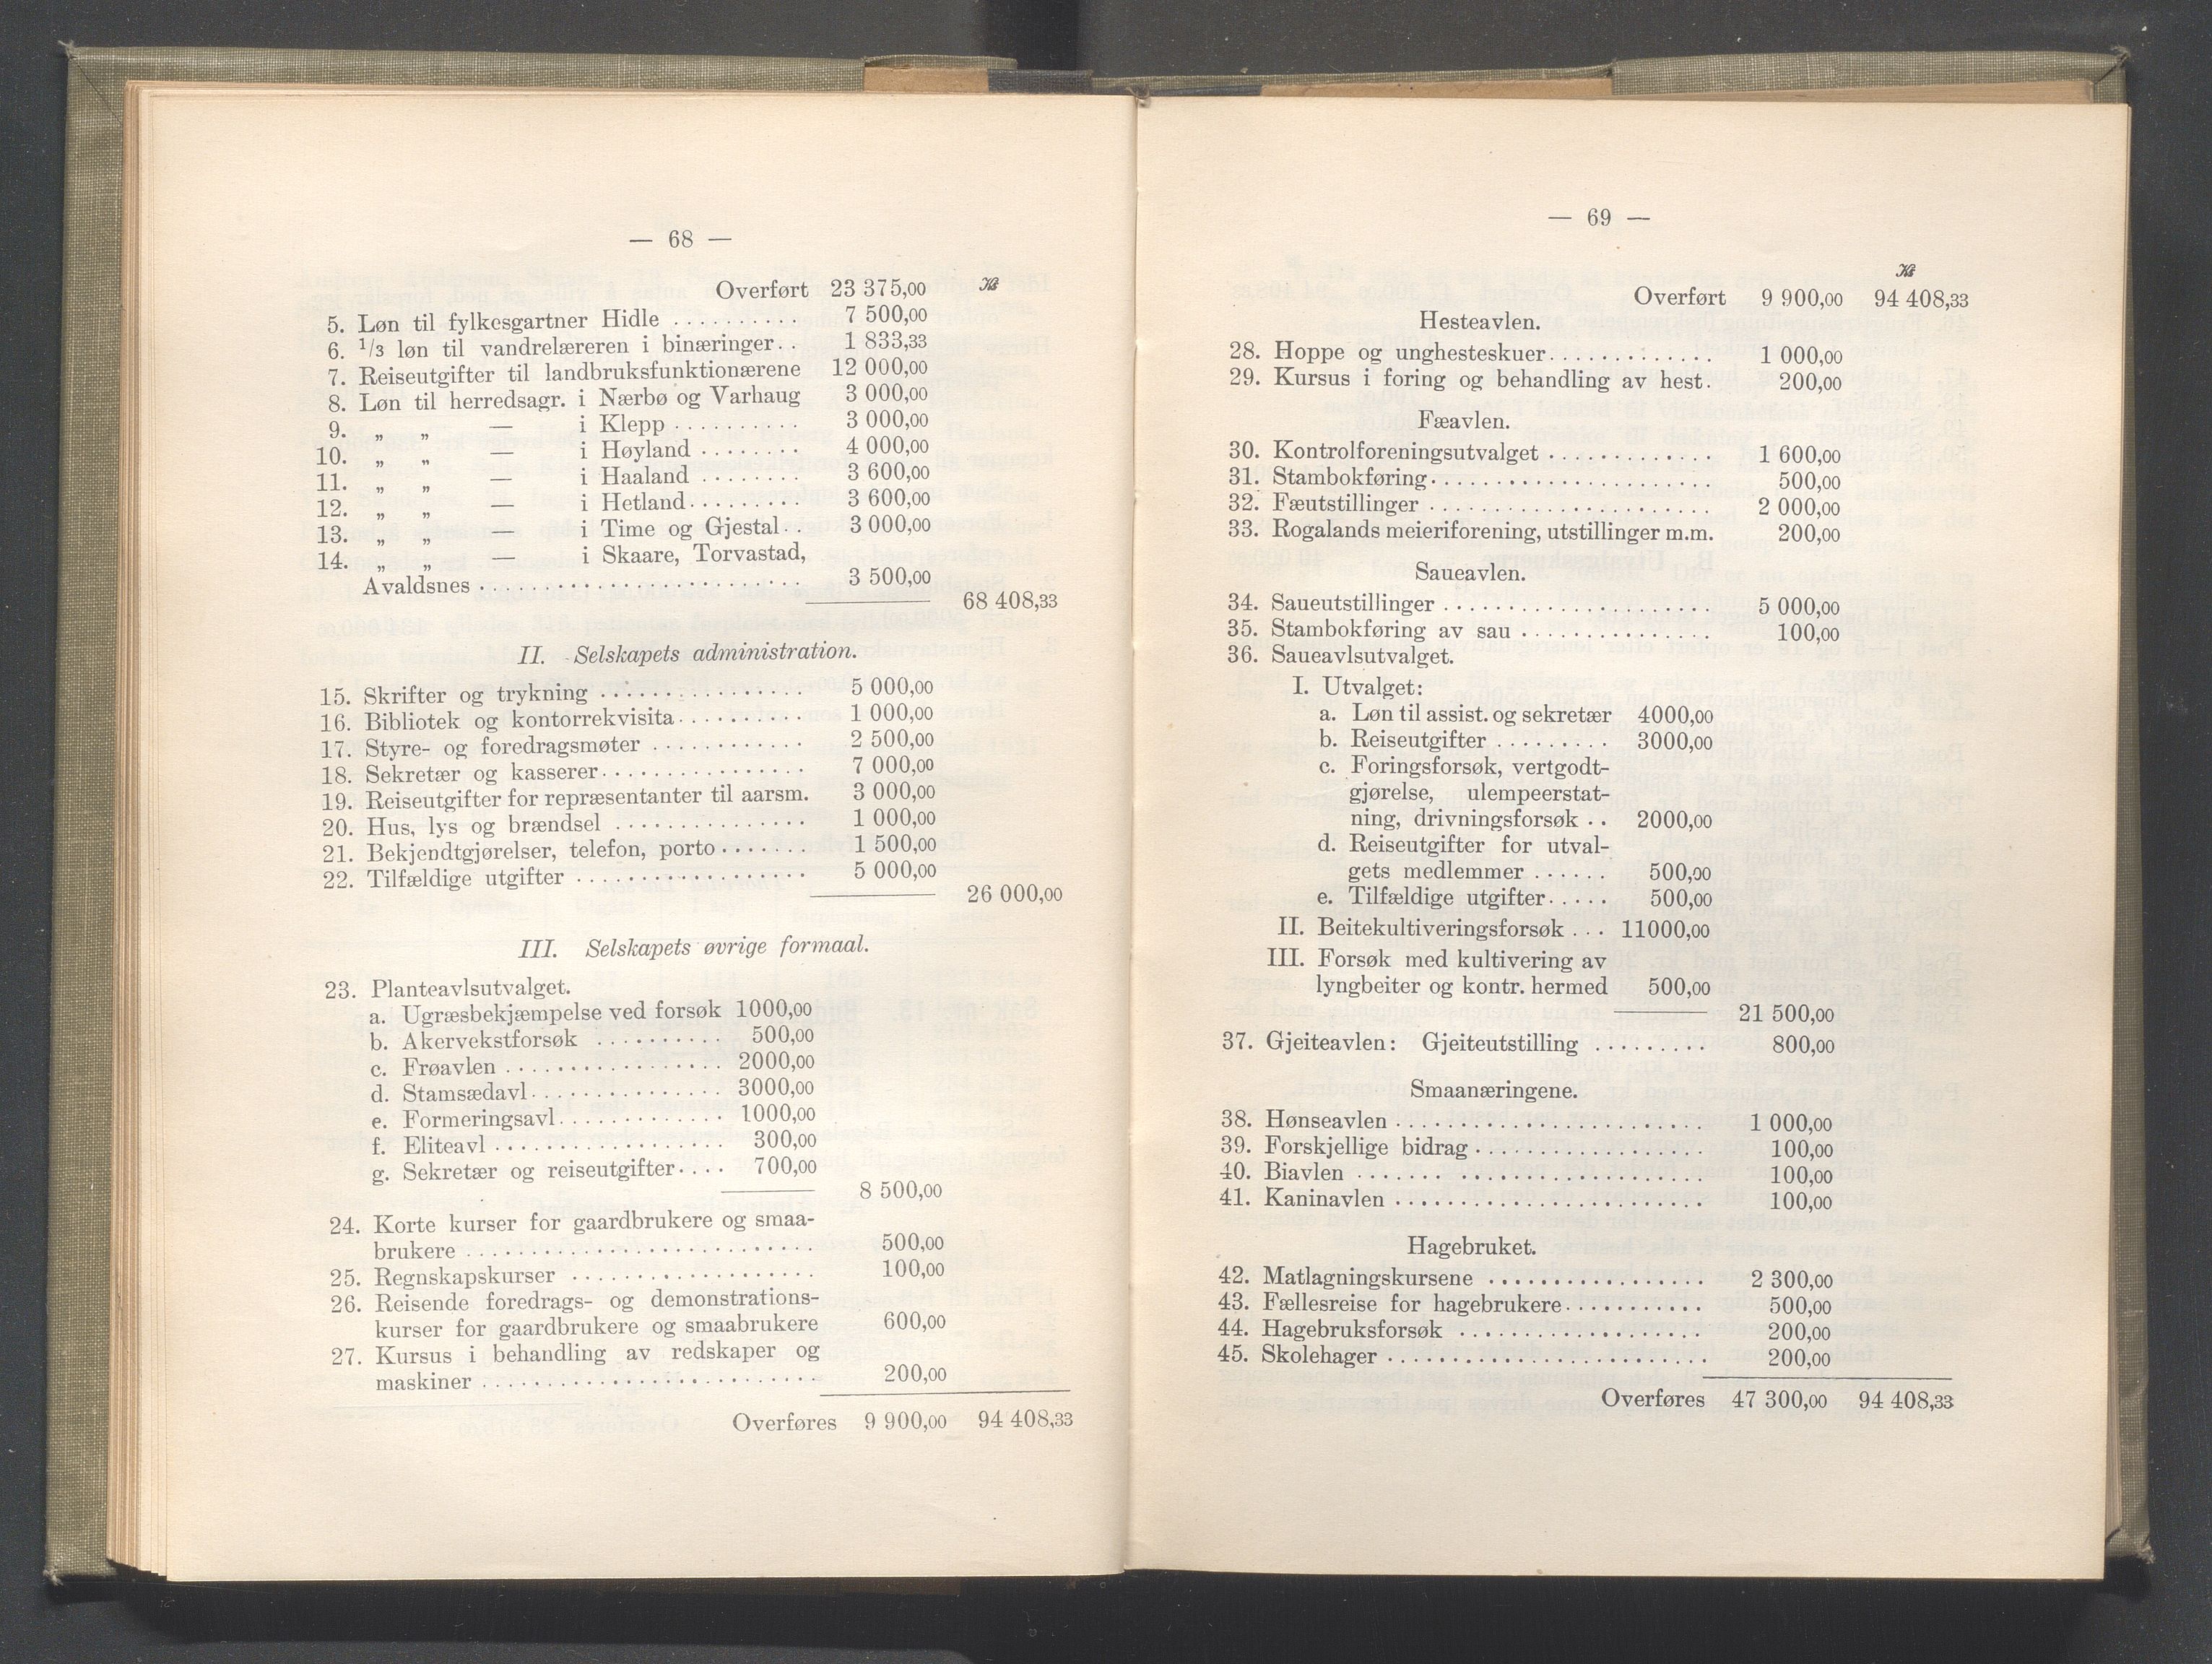 — 68 —
Overført 23 375,00 Kr.
5. Løn til fylkesgartner Hidle .......... 7 500,00
6. 1/3 løn til vandrelæreren i binæringer.. 1 833,33
7. Reiseutgifter til landbruksfunktionærene 12 000,00
8. Løn til herredsagr. i Nærbø og Varhaug 3 000,00
9. „ „ — i Klepp .......... 3 000,00
10. „ „ — i Høyland ........ 4 000,00
11. „ „ — i Haaland ........ 3 600,00
12. „ „ — i Hetland......... 3 600,00
13. „ „ — i Time og Gjestal.. 3 000,00
14. „ „ — i Skaare, Torvastad,
Avaldsnes ......................... 3 500,00
68 408,33
II. Selskapets administration.
15. Skrifter og trykning ................ 5 000,00
16. Bibliotek og kontorrekvisita.......... 1 000,00
17. Styre- og foredragsmøter ............ 2 500,00
18. Sekretær og kasserer................ 7 000,00
19. Reiseutgifter for repræsentanter til aarsm. 3 000,00
20. Hus, lys og brændsel ............... 1 000,00
21. Bekjendtgjørelser, telefon, porto....... 1 500,00
22. Tilfældige utgifter .................. 5 000,00
26 000,00
III. Selskapets øvrige formaal.
23. Planteavlsutvalget.
a. Ugræsbekjæmpelse ved forsøk 1000,00
b. Akervekstforsøk .......... 500,00
c. Frøavlen ................. 2000,00
d. Stamsædavl............... 3000,00
e. Formeringsavl............. 1000,00
f. Eliteavl .................. 300,00
g. Sekretær og reiseutgifter.... 700,00
8 500,00
24. Korte kurser for gaardbrukere og smaa-
brukere ........................... 500,00
25. Regnskapskurser ................... 100,00
26. Reisende foredrags- og demonstrations-
kurser for gaardbrukere og smaabrukere 600,00
27. Kursus i behandling av redskaper og
maskiner .......................... 200,00
Overføres 9 900,00 94 408,33
— 69 —
Kr.
Overført 9 900,00 94 408,33
Hesteavlen.
28. Hoppe og unghesteskuer............. 1 000,00
29. Kursus i foring og behandling av hest. 200,00
Fæavlen.
30. Kontrolforeningsutvalget ............. 1 600,00
31. Stambokføring...................... 500,00
32. Fæutstillinger ...................... 2 000,00
33. Rogalands meieriforening, utstillinger m.m. 200,00
Saueavlen.
34. Saueutstillinger ..................... 5 000,00
35. Stambokføring av sau ............... 100,00
36. Saueavlsutvalget.
I. Utvalget:
a. Løn til assist. og sekretær 4000,00
b. Reiseutgifter ......... 3000,00
c. Foringsforsøk, vertgodt-
gjørelse, ulempeerstat-
ning, drivningsforsøk .. 2000,00
d. Reiseutgifter for utval-
gets medlemmer ...... 500,00
e. Tilfældige utgifter..... 500,00
II. Beitekultiveringsforsøk ... 11000,00
III. Forsøk med kultivering av
lyngbeiter og kontr. hermed 500,00
21 500,00
37. Gjeiteavlen: Gjeiteutstilling ......... 800,00
Smaanæringene.
38. Hønseavlen ........................ 1 000,00
39. Forskjellige bidrag.................. 100,00
40. Biavlen ........................... 100,00
41. Kaninavlen ........................ 100,00
Hagebruket.
42. Matlagningskursene ................. 2 300,00
43. Fællesreise for hagebrukere........... 500,00
44. Hagebruksforsøk ................... 200,00
45. Skolehager ......................... 200,00
Overføres 47 300,00 94 408,33